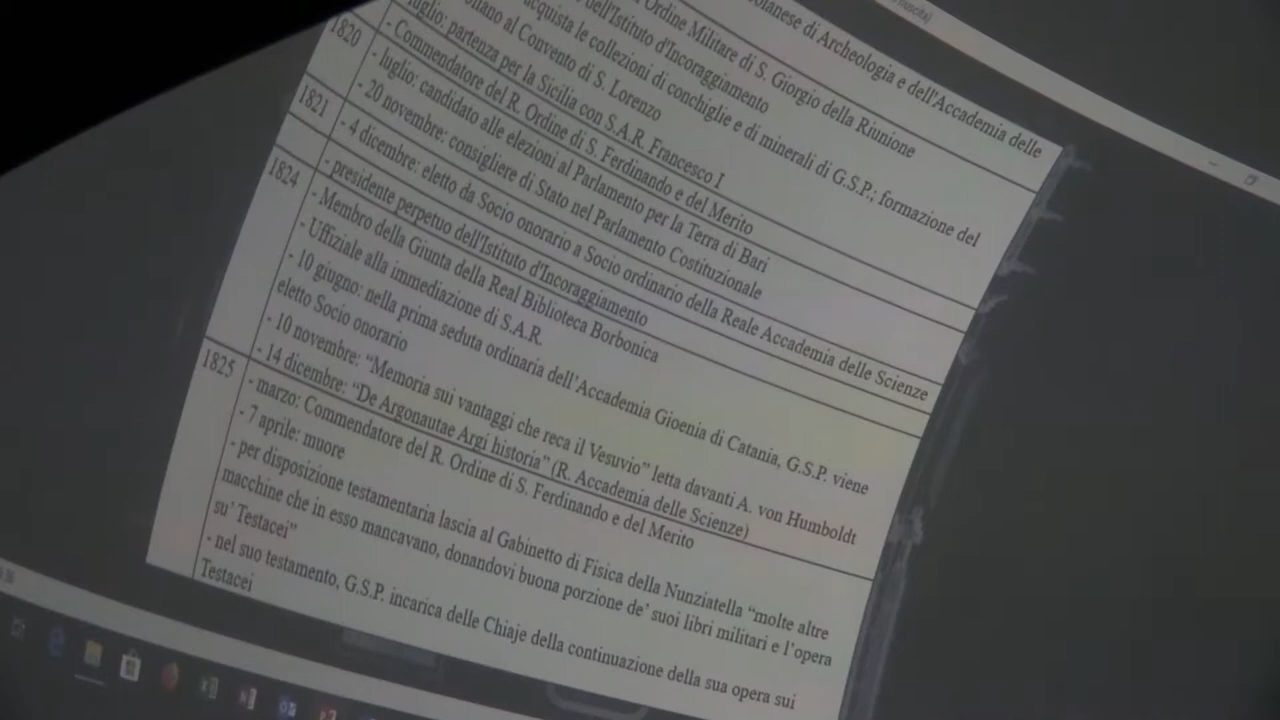 olanese di Archeologia e dell'Accademia delle
Ordine Militare di S. Giorgio della Riunione
dell'Istituto d'Incoraggiamento
acquista le collezioni di conchiglie e di minerali di G.S.P.; formazione del
al Convento di S. Lorenzo
luglio: partenza per la Sicilia con S.A.R. Francesco I
1820
- Commendatore del R. Ordine di S. Ferdinando e del Merito
- luglio: candidato alle elezioni al Parlamento per la Terra di Bari
- 20 novembre: consigliere di Stato nel Parlamento Costituzionale
1821
- 4 dicembre: eletto da Socio onorario a Socio ordinario della Reale Accademia delle Scienze
- presidente perpetuo dell'Istituto d'Incoraggiamento
1824
- Membro della Giunta della Real Biblioteca Borbonica
- Uffiziale alla immediazione di S.A.R.
- 10 giugno: nella prima seduta ordinaria dell'Accademia Gioenia di Catania, G.S.P. viene
eletto Socio onorario
- 10 novembre: “Memoria sui vantaggi che reca il Vesuvio” letta davanti A. von Humboldt
- 14 dicembre: “De Argonautae Argi historia” (R. Accademia delle Scienze)
1825
- marzo: Commendatore del R. Ordine di S. Ferdinando e del Merito
- 7 aprile: muore
- per disposizione testamentaria lascia al Gabinetto di Fisica della Nunziatella “molte altre
macchine che in esso mancavano, donandovi buona porzione de' suoi libri militari e l'opera
su' Testacei”
- nel suo testamento, G.S.P. incarica delle Chiaje della continuazione della sua opera sui
Testacei